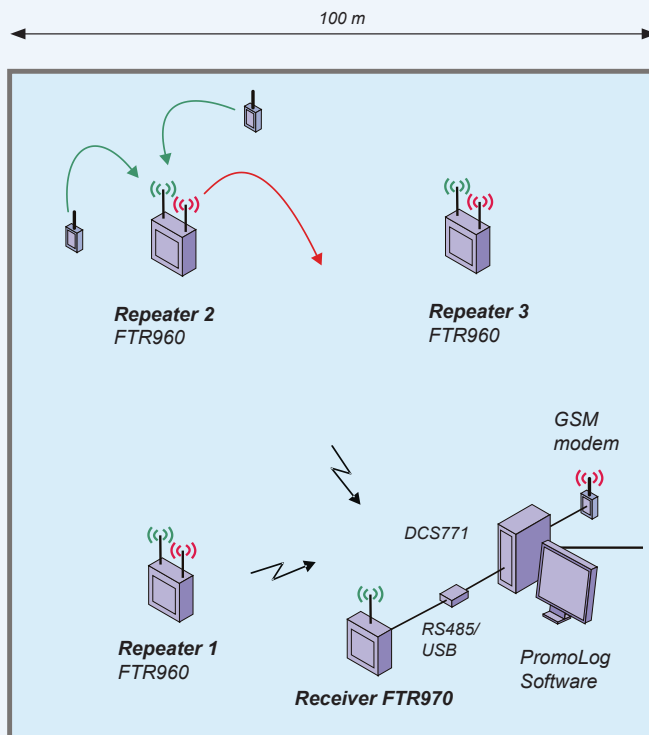 100 m
Repeater 2
FTR960
Repeater 3
FTR960
GSM
modem
DCS771
RS485/
USB
Repeater 1
FTR960
PromoLog
Software
Receiver FTR970